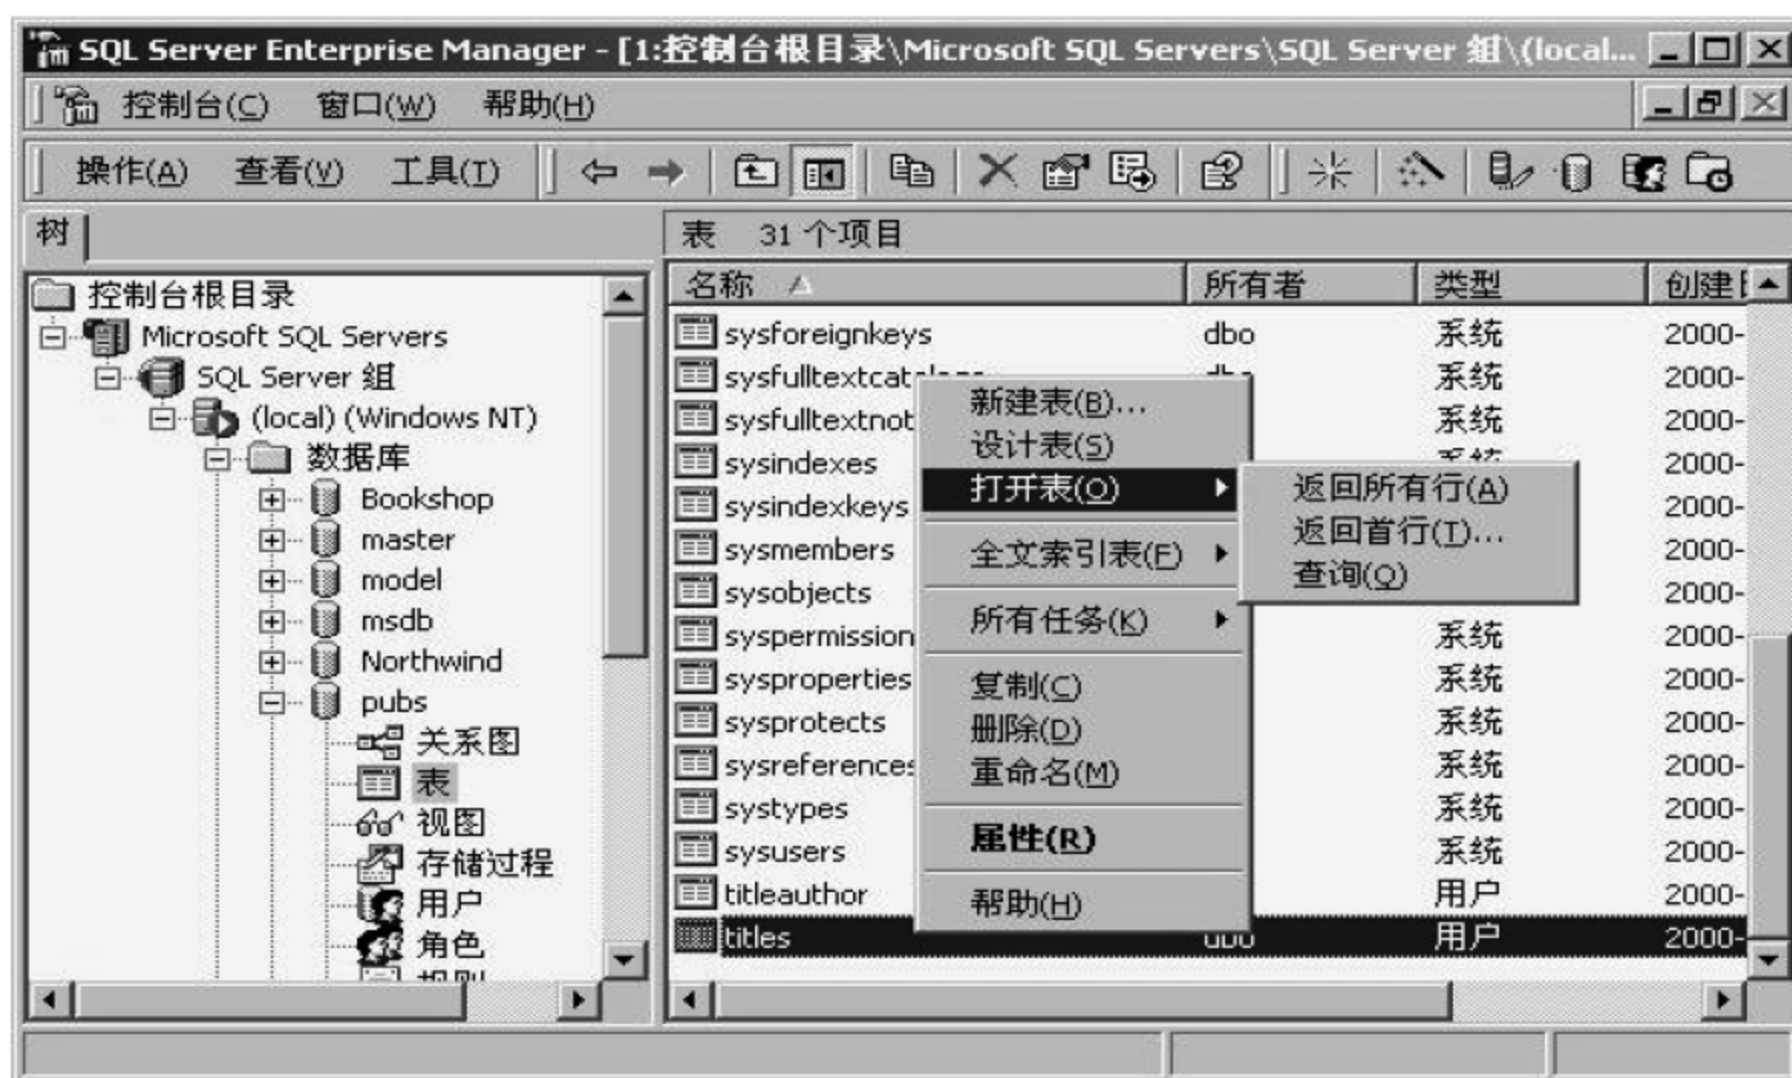 SQL Server Enterprise Manager - [1:控制台根目录\Microsoft SQL Servers\SQL Server 组\(local...
控制台(C) 窗口(W) 帮助(H)
操作(A) 查看(V) 工具(T)
树
控制台根目录
Microsoft SQL Servers
SQL Server 组
(local) (Windows NT)
数据库
Bookshop
master
model
msdb
Northwind
pubs
关系图
表
视图
存储过程
用户
角色
表 31 个项目
名称 所有者 类型 创建
sysforeignkeys dbo 系统 2000-
sysfulltextcat 系统 2000-
sysfulltextnot 系统 2000-
sysindexes 2000-
sysindexkeys 2000-
sysmembers 2000-
sysobjects 2000-
syspermission 系统 2000-
sysproperties 系统 2000-
sysprotects 系统 2000-
sysreferences 系统 2000-
systypes 系统 2000-
sysusers 系统 2000-
titleauthor 用户 2000-
titles dbo 用户 2000-
新建表(B)...
设计表(S)
打开表(O)
全文索引表(F)
所有任务(K)
复制(C)
删除(D)
重命名(M)
属性(R)
帮助(H)
返回所有行(A)
返回首行(T)...
查询(Q)